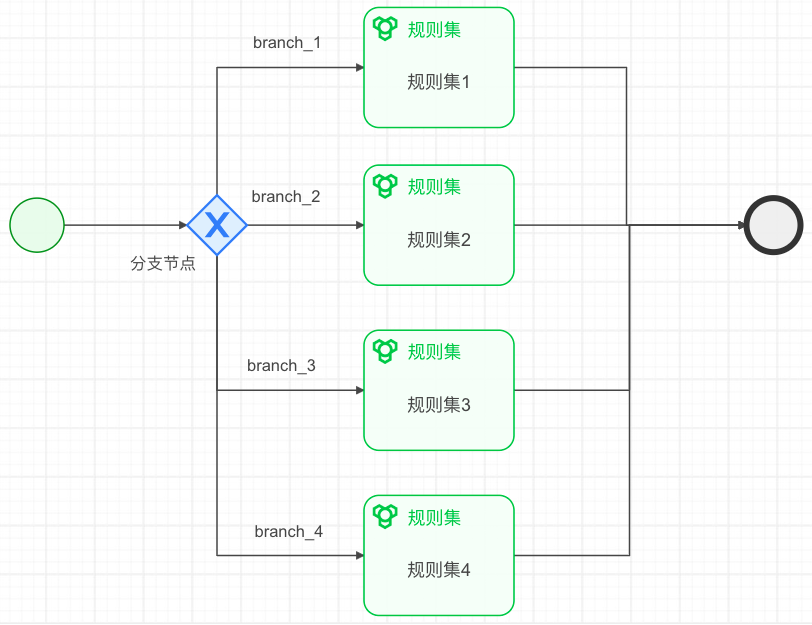 branch_1
规则集
规则集1
branch_2
规则集
规则集2
分支节点
branch_3
规则集
规则集3
branch_4
规则集
规则集4